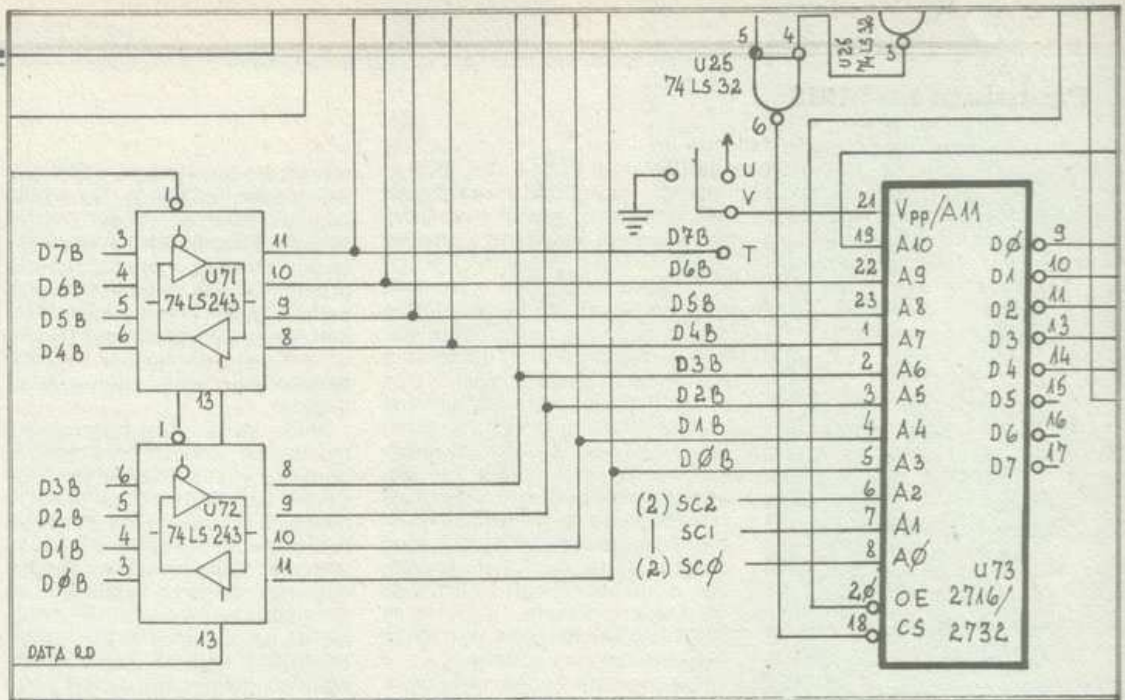 5 4
U25
74 LS 32
U25
74LS32
3
6
1
U
V
T
D7B 3
D6B 4
D5B 5
D4B 6
U71
74LS243
11
10
9
8
13
1
D3B 6
D2B 5
D1B 4
DØB 3
U72
74LS243
8
9
10
11
13
DATA RD
D7B
D6B
D5B
D4B
D3B
D2B
D1B
DØB
(2) SC2
SC1
(2) SCØ
21 Vpp/A11
19 A10
22 A9
23 A8
1 A7
2 A6
3 A5
4 A4
5 A3
6 A2
7 A1
8 AØ
2Ø OE
18 CS
DØ 9
D1 10
D2 11
D3 13
D4 14
D5 15
D6 16
D7 17
U73
2716/
2732